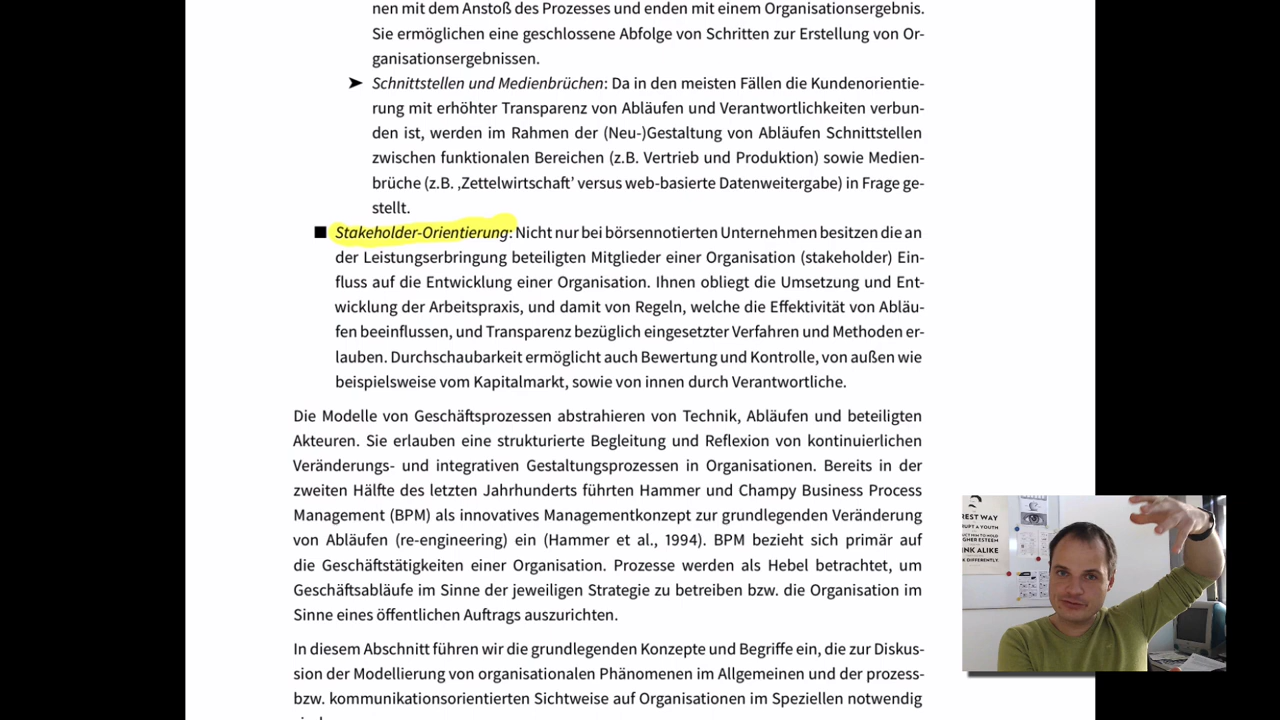 nen mit dem Anstoß des Prozesses und enden mit einem Organisationsergebnis.
Sie ermöglichen eine geschlossene Abfolge von Schritten zur Erstellung von Or-
ganisationsergebnissen.
➤ Schnittstellen und Medienbrüchen: Da in den meisten Fällen die Kundenorientie-
rung mit erhöhter Transparenz von Abläufen und Verantwortlichkeiten verbun-
den ist, werden im Rahmen der (Neu-)Gestaltung von Abläufen Schnittstellen
zwischen funktionalen Bereichen (z.B. Vertrieb und Produktion) sowie Medien-
brüche (z.B. ‚Zettelwirtschaft’ versus web-basierte Datenweitergabe) in Frage ge-
stellt.
■ Stakeholder-Orientierung: Nicht nur bei börsennotierten Unternehmen besitzen die an
der Leistungserbringung beteiligten Mitglieder einer Organisation (stakeholder) Ein-
fluss auf die Entwicklung einer Organisation. Ihnen obliegt die Umsetzung und Ent-
wicklung der Arbeitspraxis, und damit von Regeln, welche die Effektivität von Abläu-
fen beeinflussen, und Transparenz bezüglich eingesetzter Verfahren und Methoden er-
lauben. Durchschaubarkeit ermöglicht auch Bewertung und Kontrolle, von außen wie
beispielsweise vom Kapitalmarkt, sowie von innen durch Verantwortliche.
Die Modelle von Geschäftsprozessen abstrahieren von Technik, Abläufen und beteiligten
Akteuren. Sie erlauben eine strukturierte Begleitung und Reflexion von kontinuierlichen
Veränderungs- und integrativen Gestaltungsprozessen in Organisationen. Bereits in der
zweiten Hälfte des letzten Jahrhunderts führten Hammer und Champy Business Process
Management (BPM) als innovatives Managementkonzept zur grundlegenden Veränderung
von Abläufen (re-engineering) ein (Hammer et al., 1994). BPM bezieht sich primär auf
die Geschäftstätigkeiten einer Organisation. Prozesse werden als Hebel betrachtet, um
Geschäftsabläufe im Sinne der jeweiligen Strategie zu betreiben bzw. die Organisation im
Sinne eines öffentlichen Auftrags auszurichten.
In diesem Abschnitt führen wir die grundlegenden Konzepte und Begriffe ein, die zur Diskus-
sion der Modellierung von organisationalen Phänomenen im Allgemeinen und der prozess-
bzw. kommunikationsorientierten Sichtweise auf Organisationen im Speziellen notwendig
WAY
A YOUTH
HIM TO HOLD
ESTEEM
ALIKE
DIFFERENTLY.